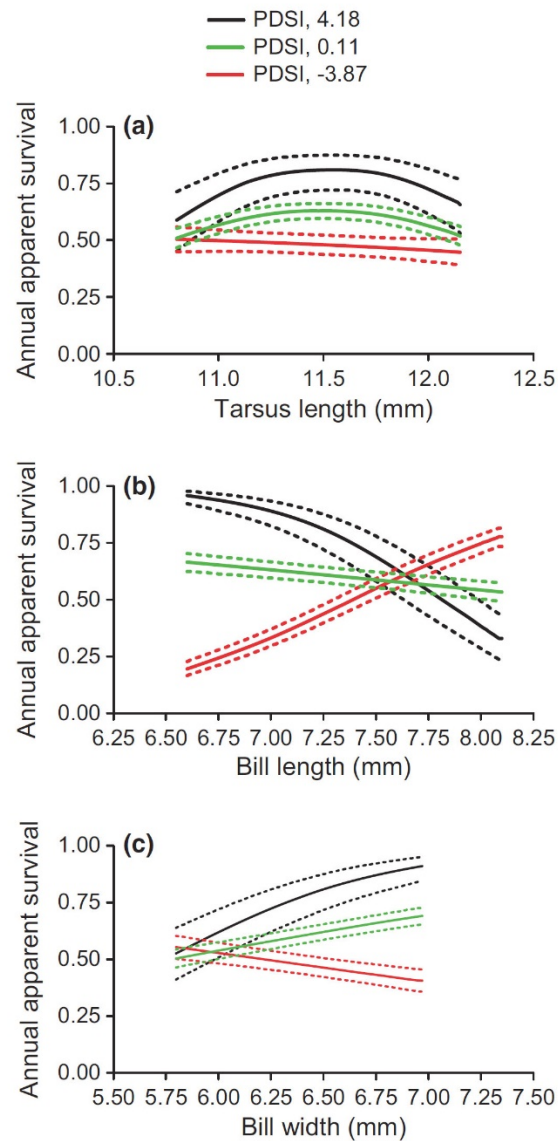 PDSI, 4.18
PDSI, 0.11
PDSI, -3.87
(a)
Annual apparent survival
1.00
0.75
0.50
0.25
0.00
10.5 11.0 11.5 12.0 12.5
Tarsus length (mm)
(b)
Annual apparent survival
1.00
0.75
0.50
0.25
0.00
6.25 6.50 6.75 7.00 7.25 7.50 7.75 8.00 8.25
Bill length (mm)
(c)
Annual apparent survival
1.00
0.75
0.50
0.25
0.00
5.50 5.75 6.00 6.25 6.50 6.75 7.00 7.25 7.50
Bill width (mm)